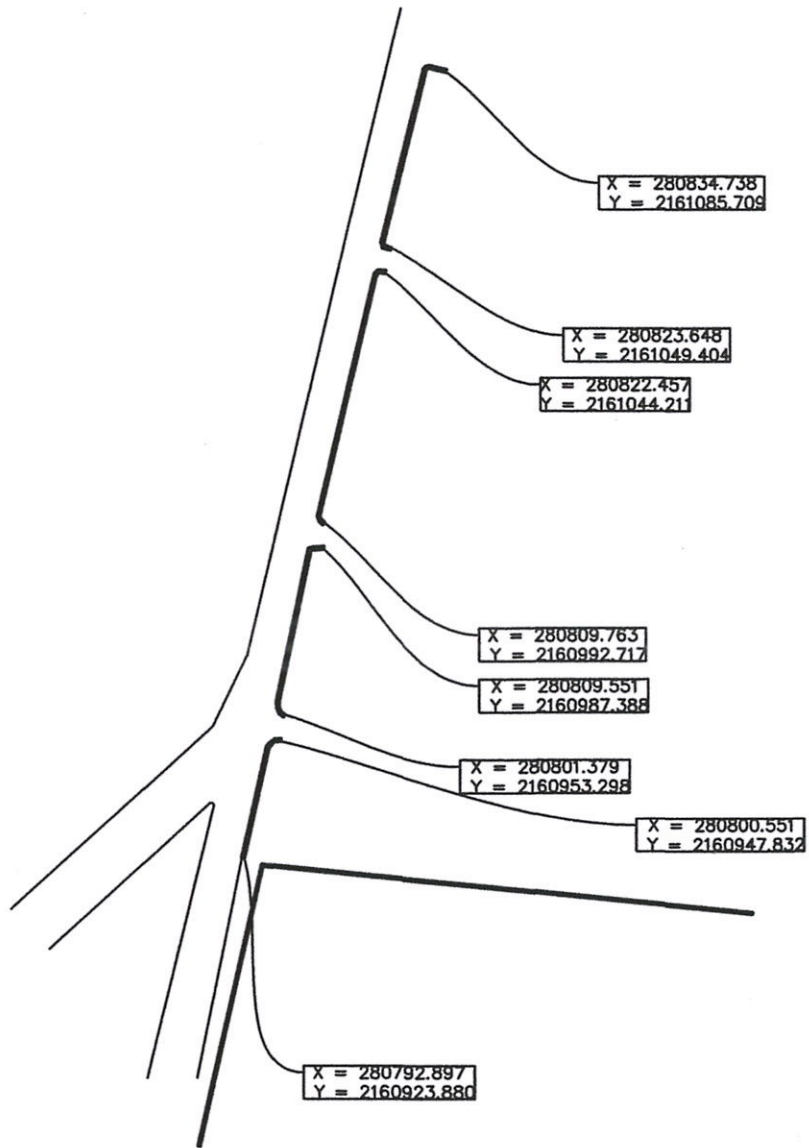 X = 280834.738
Y = 2161085.709
X = 280823.648
Y = 2161049.404
X = 280822.457
Y = 2161044.211
X = 280809.763
Y = 2160992.717
X = 280809.551
Y = 2160987.388
X = 280801.379
Y = 2160953.298
X = 280800.551
Y = 2160947.832
X = 280792.897
Y = 2160923.880